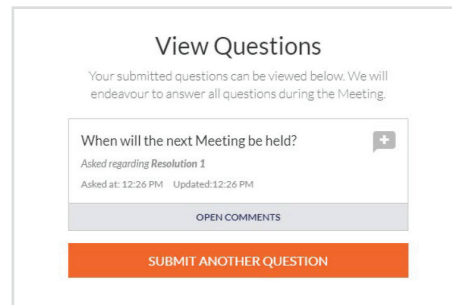 View Questions
Your submitted questions can be viewed below. We will
endeavour to answer all questions during the Meeting.
When will the next Meeting be held?
Asked regarding Resolution 1
Asked at: 12:26 PM Updated:12:26 PM
OPEN COMMENTS
SUBMIT ANOTHER QUESTION